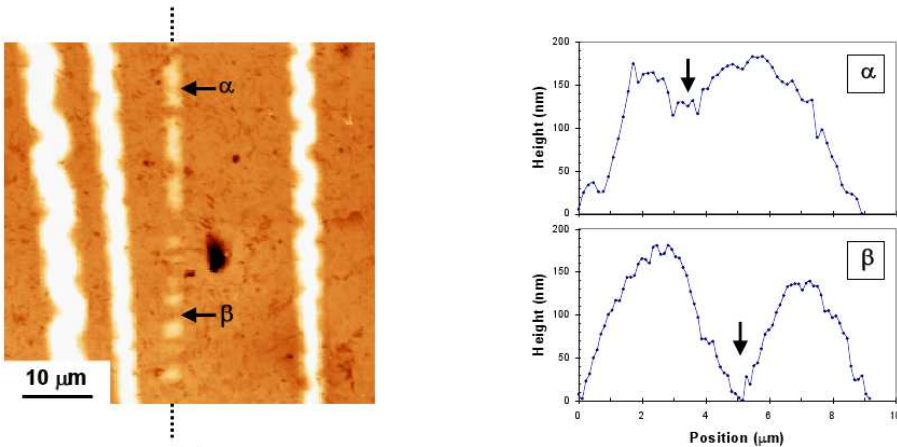 α
β
10 μm
Height (nm)
200
150
100
50
0
α
Height (nm)
200
150
100
50
0
β
0 2 4 6 8 10
Position (μm)